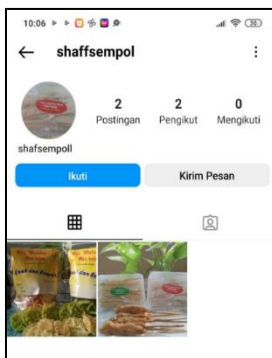 10:06
shaffsempol
2 2 0
Postingan Pengikut Mengikuti
shafsempoll
Ikuti Kirim Pesan